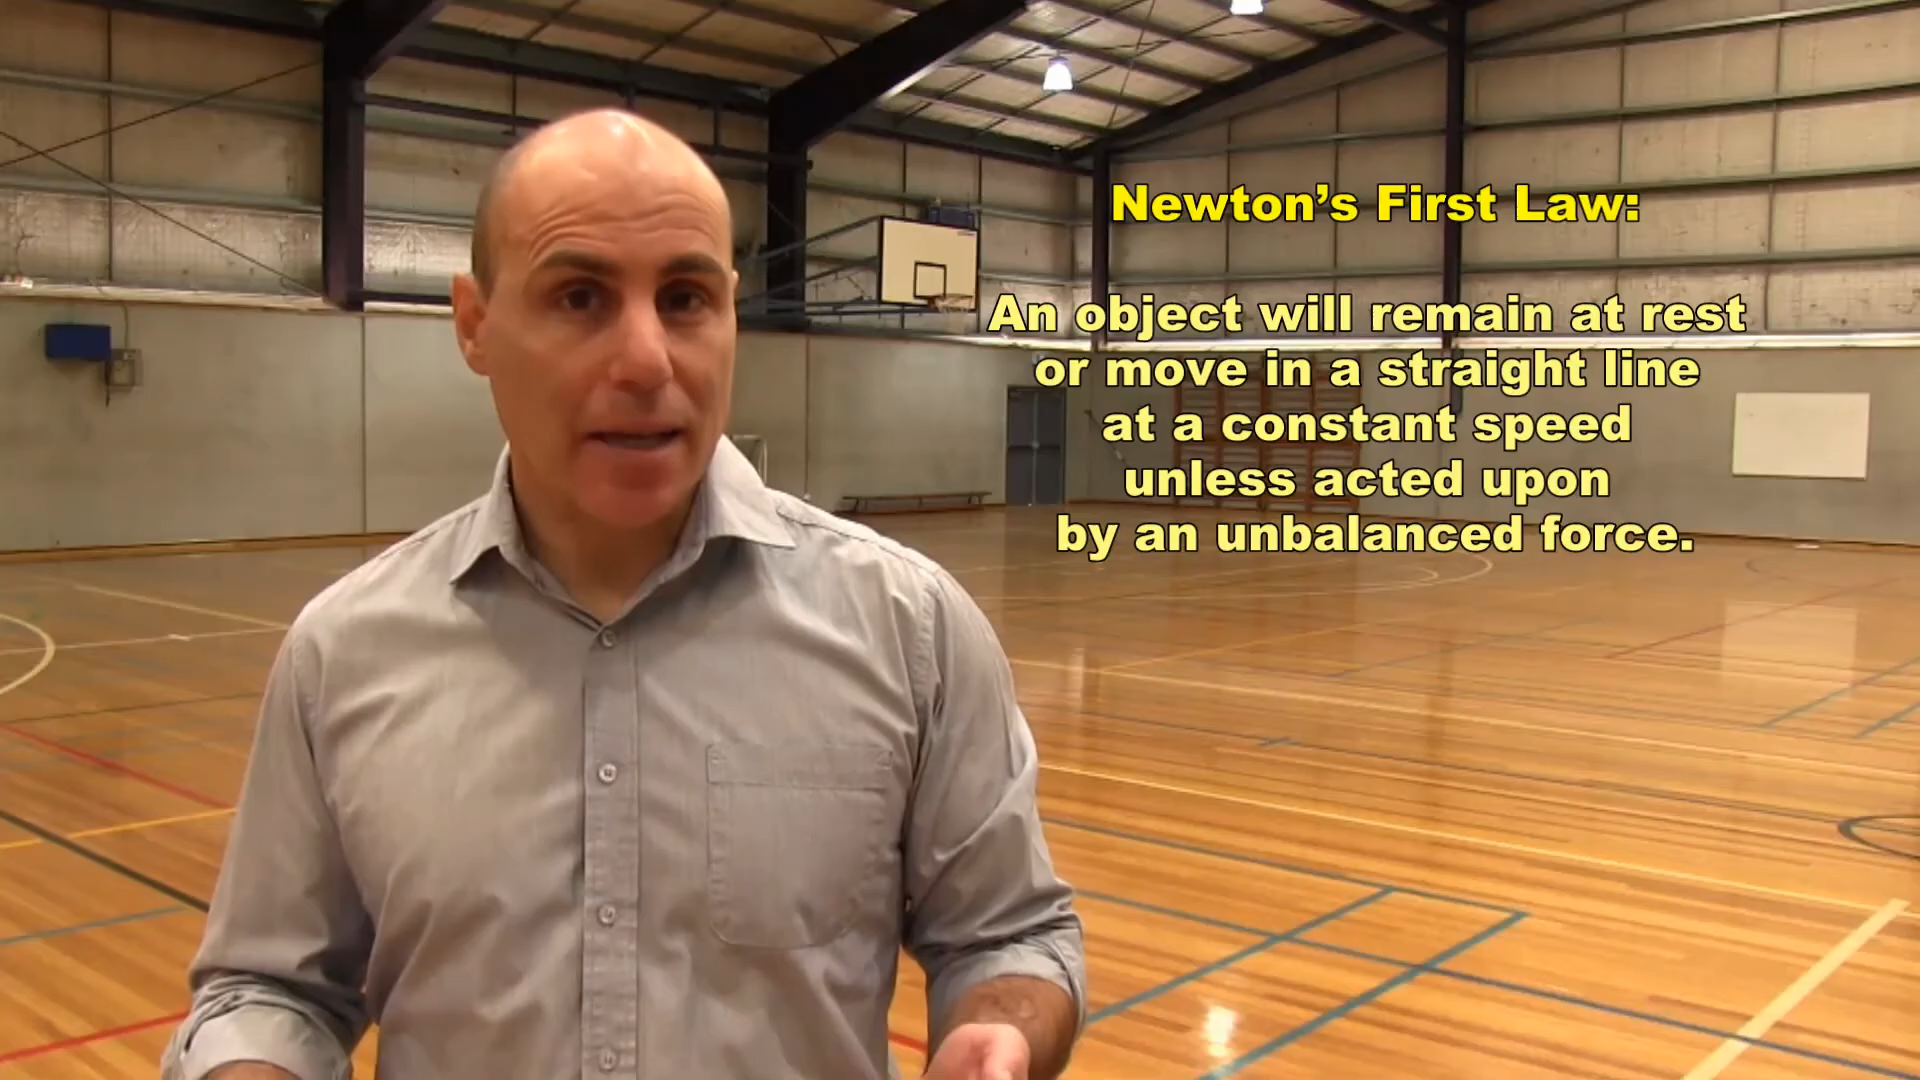 Newton’s First Law:
An object will remain at rest
or move in a straight line
at a constant speed
unless acted upon
by an unbalanced force.